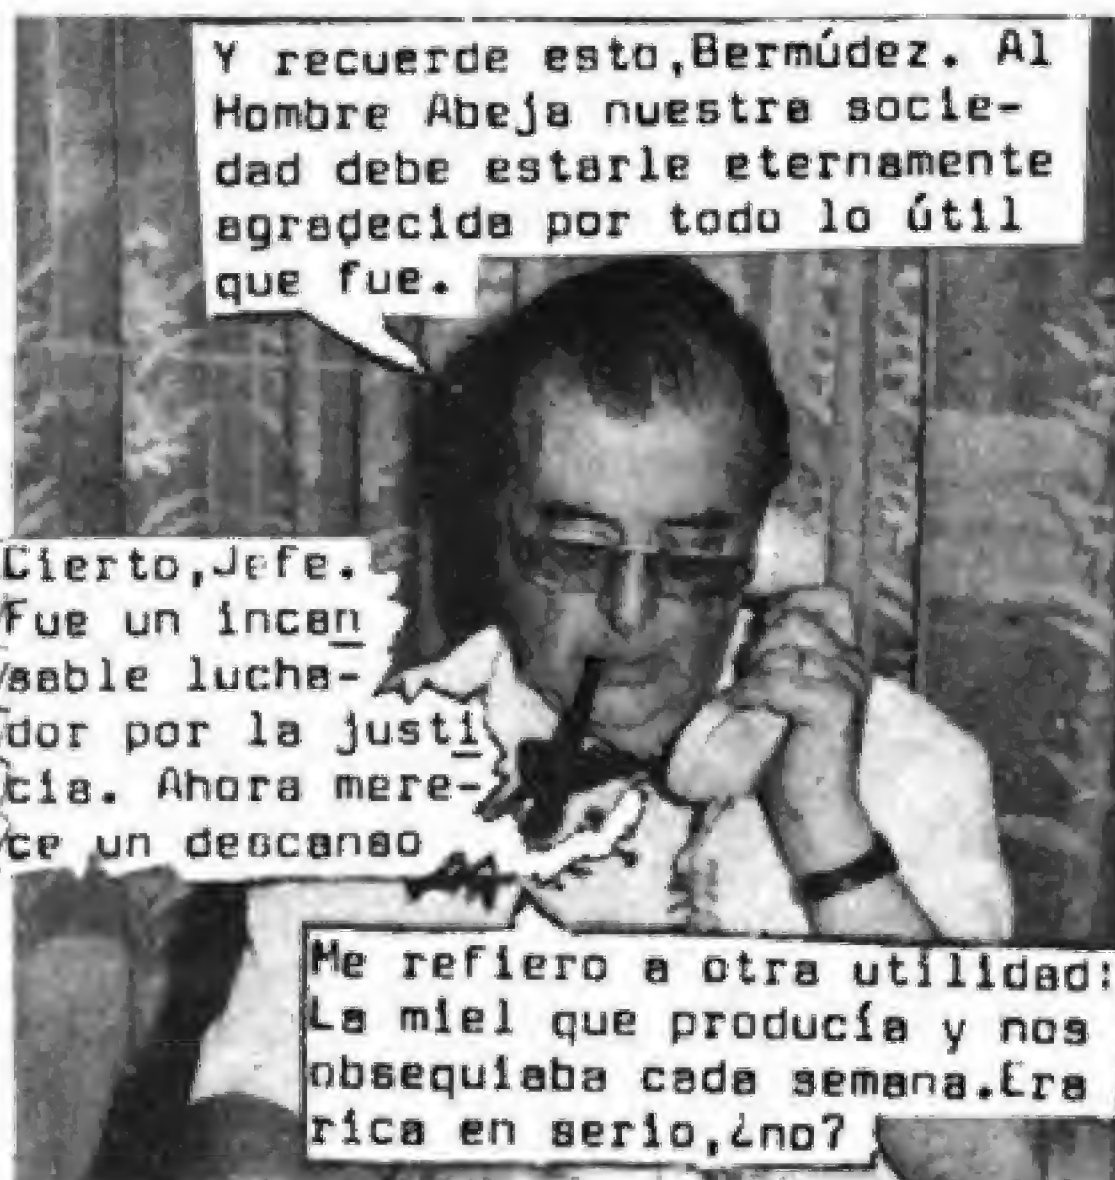 Y recuerde esto,Bermúdez. Al
Hombre Abeja nuestra socie-
dad debe estarle eternamente
agradecida por todo lo útil
que fue.
Cierto,Jefe.
Fue un incan
sable lucha-
dor por la justi
cia. Ahora mere-
ce un descanso
Me refiero a otra utilidad:
La miel que producía y nos
obsequiaba cada semana.Era
rica en serio,¿no?